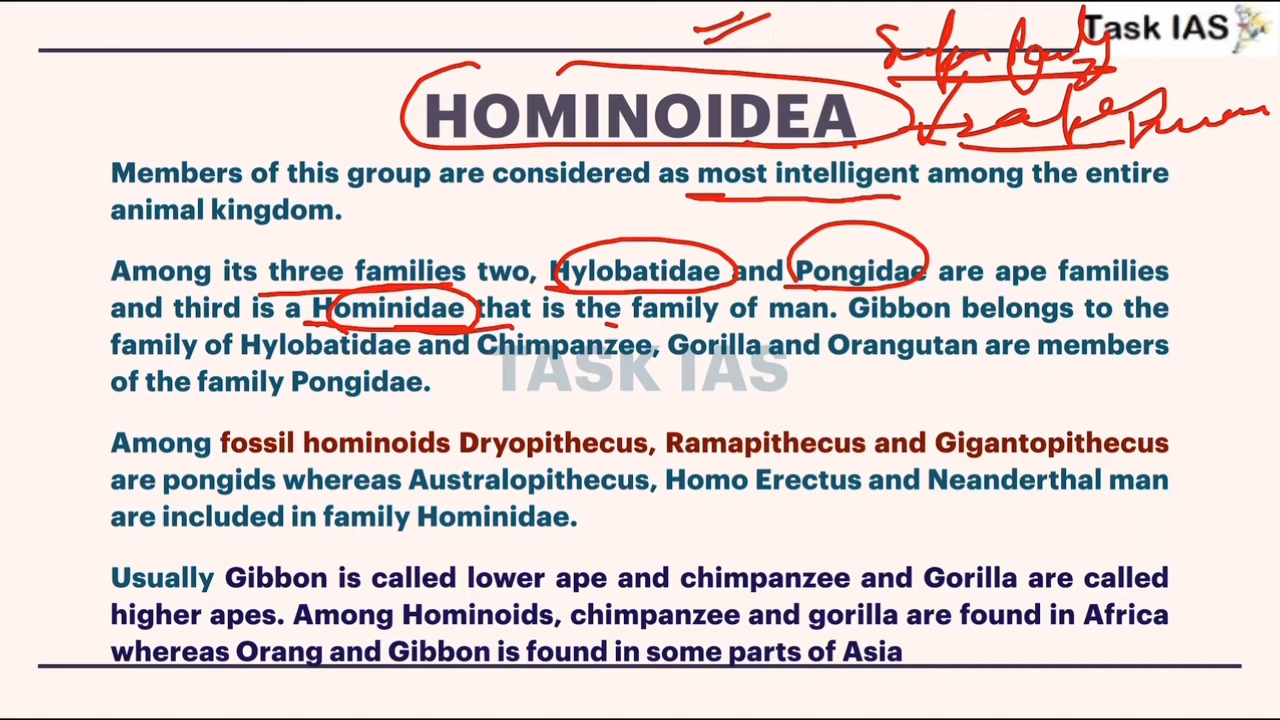 Task IAS
HOMINOIDEA
Members of this group are considered as most intelligent among the entire
animal kingdom.
Among its three families two, Hylobatidae and Pongidae are ape families
and third is a Hominidae that is the family of man. Gibbon belongs to the
family of Hylobatidae and Chimpanzee, Gorilla and Orangutan are members
of the family Pongidae.
TASK IAS
Among fossil hominoids Dryopithecus, Ramapithecus and Gigantopithecus
are pongids whereas Australopithecus, Homo Erectus and Neanderthal man
are included in family Hominidae.
Usually Gibbon is called lower ape and chimpanzee and Gorilla are called
higher apes. Among Hominoids, chimpanzee and gorilla are found in Africa
whereas Orang and Gibbon is found in some parts of Asia